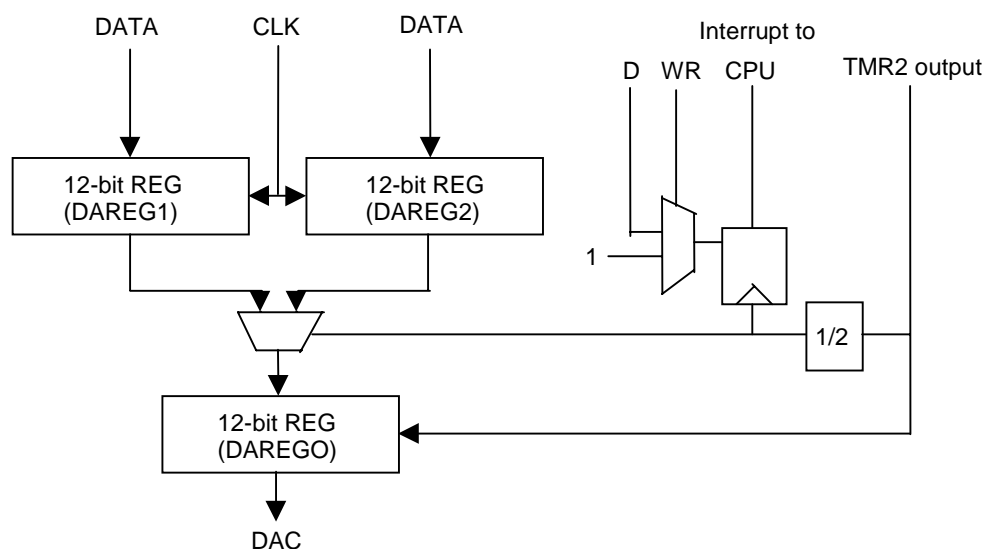 DATA
CLK
DATA
Interrupt to
D
WR
CPU
TMR2 output
12-bit REG
(DAREG1)
12-bit REG
(DAREG2)
1
1/2
12-bit REG
(DAREGO)
DAC